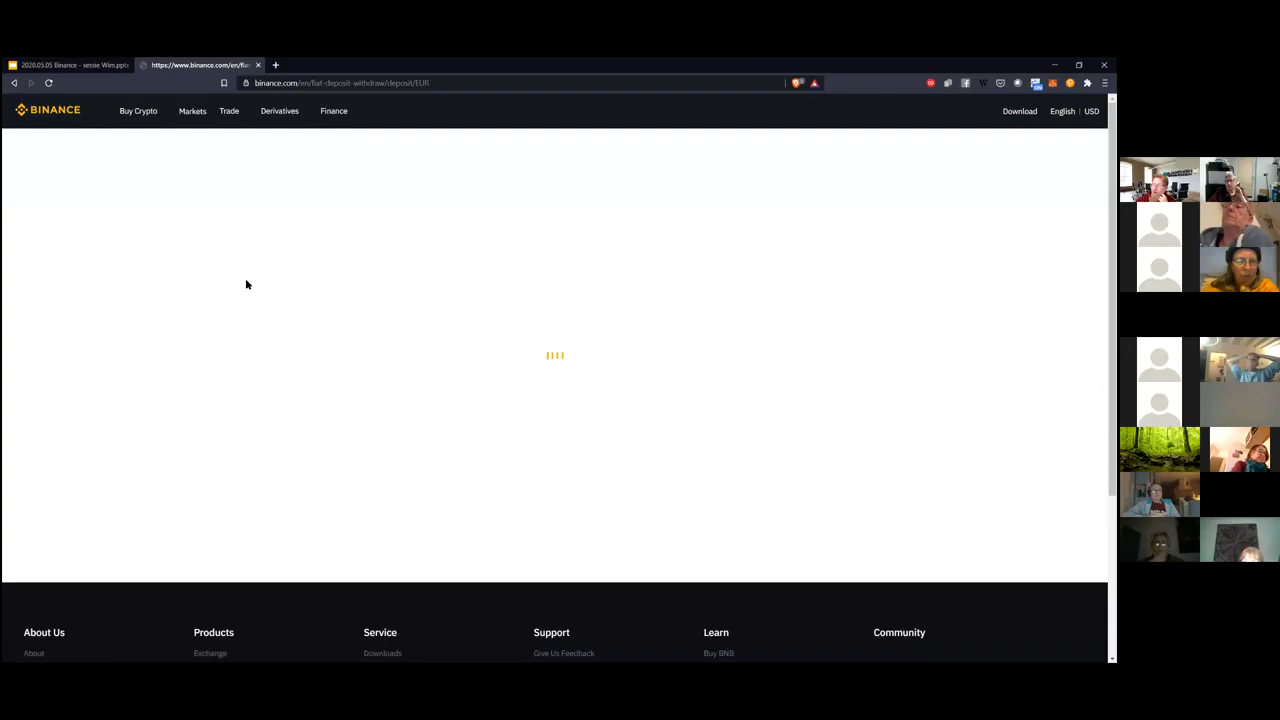 2020.05.05 Binance - sessie Wim.pptx
https://www.binance.com/en/fiat
binance.com/en/fiat-deposit-withdraw/deposit/EUR
BINANCE
Buy Crypto Markets Trade Derivatives Finance Download English | USD
About Us Products Service Support Learn Community
About Exchange Downloads Give Us Feedback Buy BNB